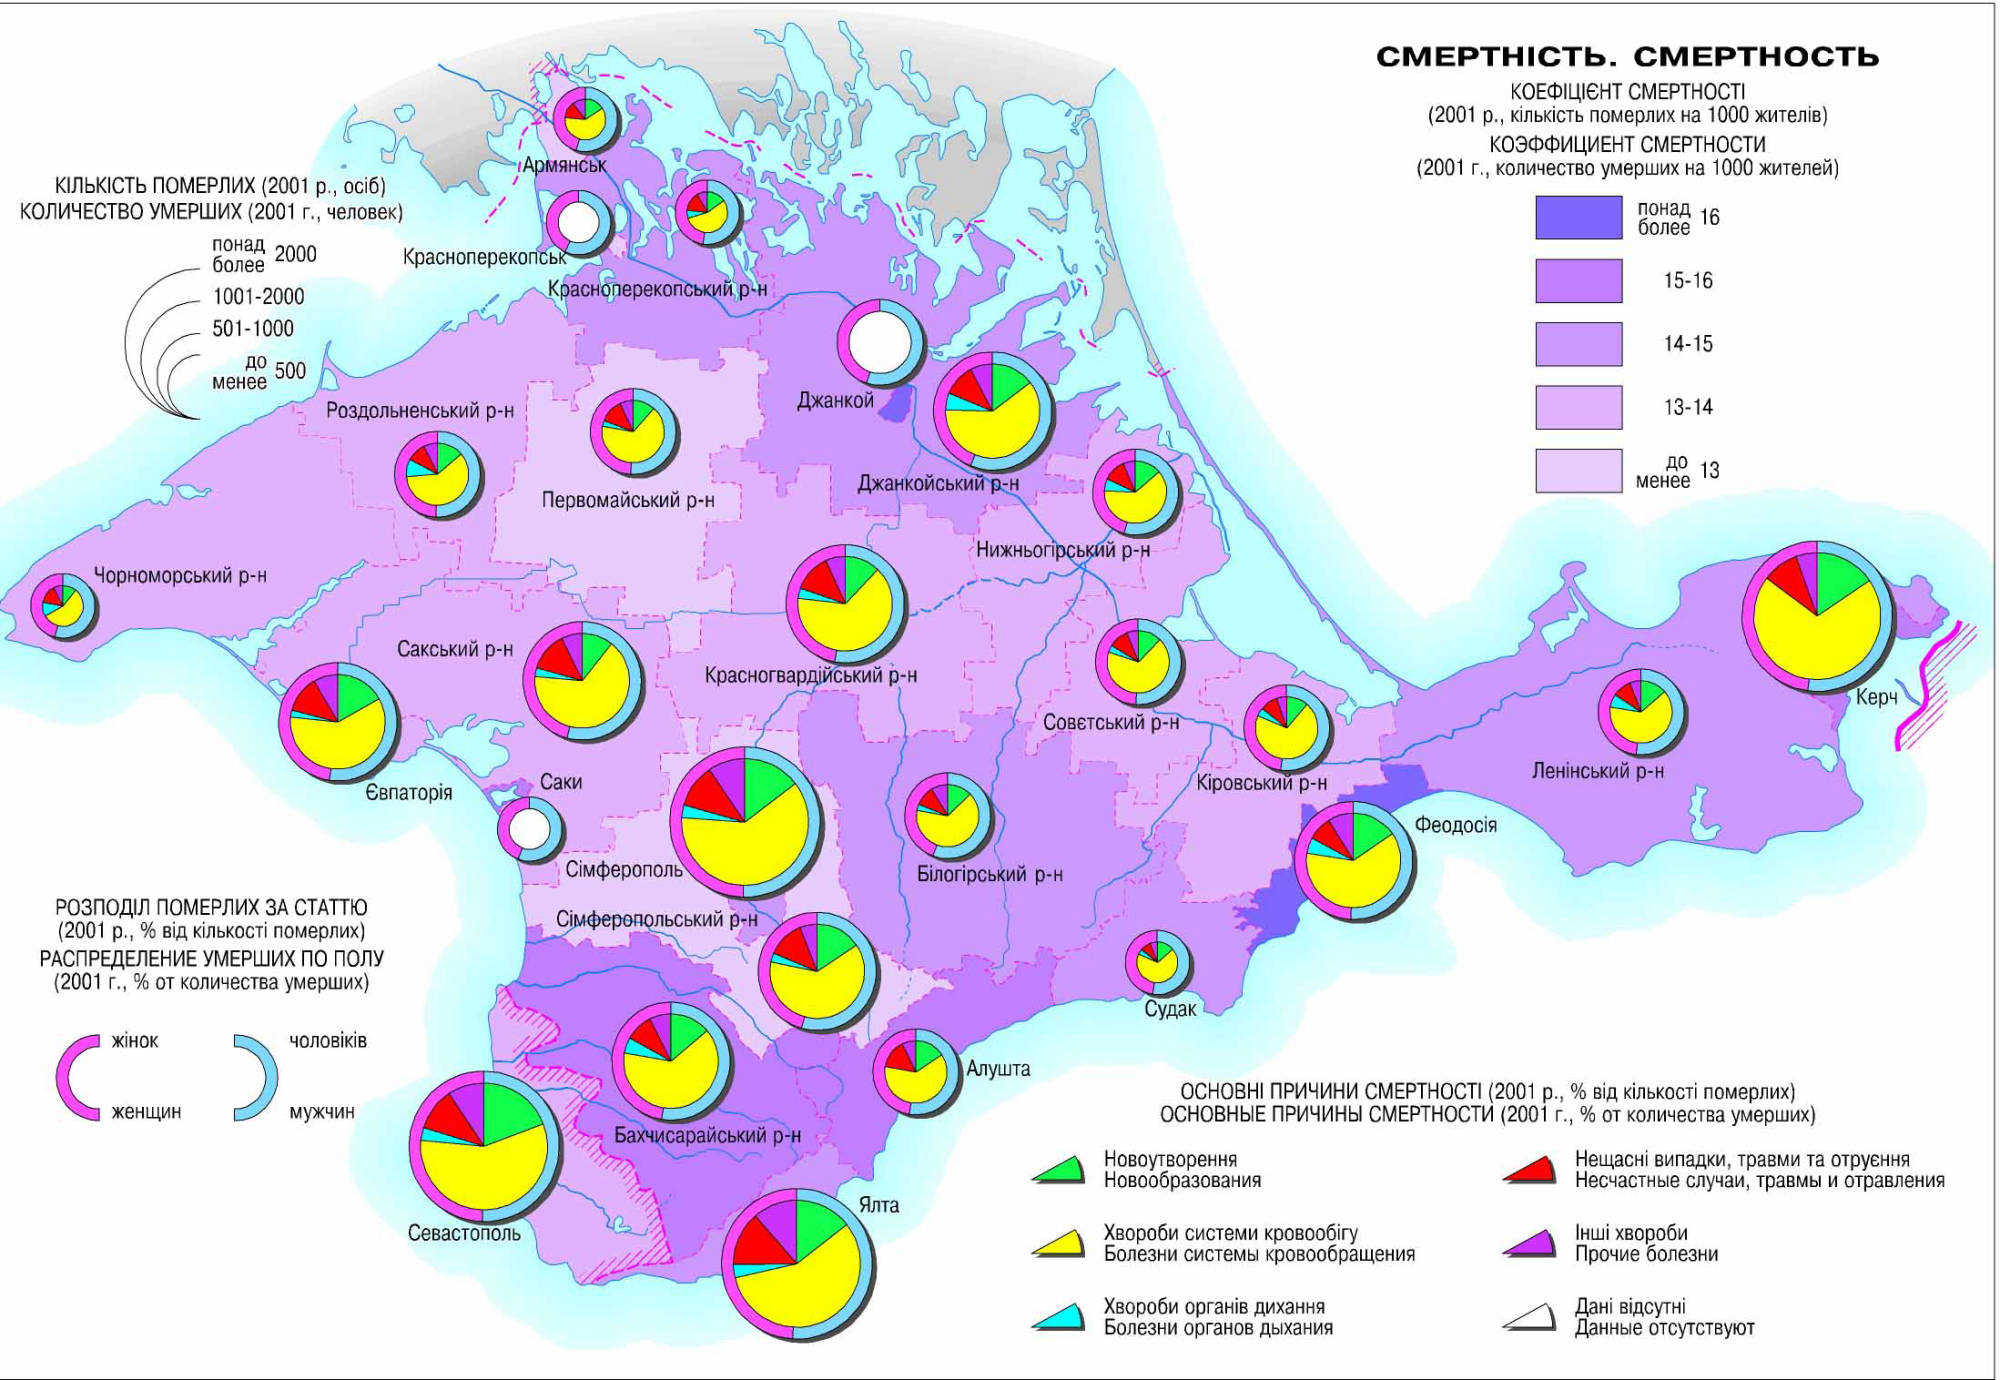 СМЕРТНІСТЬ. СМЕРТНОСТЬ
КОЕФІЦІЄНТ СМЕРТНОСТІ
(2001 р., кількість померлих на 1000 жителів)
КОЭФФИЦИЕНТ СМЕРТНОСТИ
(2001 г., количество умерших на 1000 жителей)
понад
более 16
15-16
14-15
13-14
до
менее 13
КІЛЬКІСТЬ ПОМЕРЛИХ (2001 р., осіб)
КОЛИЧЕСТВО УМЕРШИХ (2001 г., человек)
понад
более 2000
1001-2000
501-1000
до
менее 500
Армянськ
Красноперекопськ
Красноперекопський р-н
Джанкой
Роздольненський р-н
Джанкойський р-н
Первомайський р-н
Нижньогірський р-н
Чорноморський р-н
Сакський р-н
Красногвардійський р-н
Совєтський р-н
Керч
Ленінський р-н
Кіровський р-н
Саки
Євпаторія
Феодосія
Сімферополь
Білогірський р-н
Сімферопольський р-н
Судак
Алушта
Бахчисарайський р-н
Ялта
Севастополь
РОЗПОДІЛ ПОМЕРЛИХ ЗА СТАТТЮ
(2001 р., % від кількості померлих)
РАСПРЕДЕЛЕНИЕ УМЕРШИХ ПО ПОЛУ
(2001 г., % от количества умерших)
жінок чоловіків
женщин мужчин
ОСНОВНІ ПРИЧИНИ СМЕРТНОСТІ (2001 р., % від кількості померлих)
ОСНОВНЫЕ ПРИЧИНЫ СМЕРТНОСТИ (2001 г., % от количества умерших)
Новоутворення
Новообразования
Хвороби системи кровообігу
Болезни системы кровообращения
Хвороби органів дихання
Болезни органов дыхания
Нещасні випадки, травми та отруєння
Несчастные случаи, травмы и отравления
Інші хвороби
Прочие болезни
Дані відсутні
Данные отсутствуют